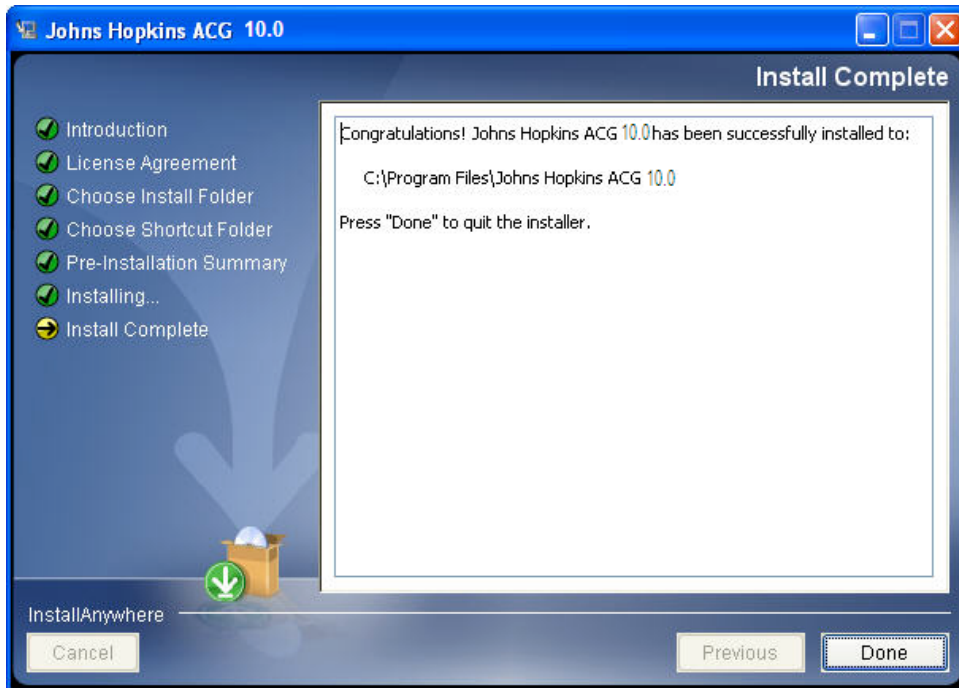 Johns Hopkins ACG 10.0
Install Complete
Introduction
License Agreement
Choose Install Folder
Choose Shortcut Folder
Pre-Installation Summary
Installing...
Install Complete
Congratulations! Johns Hopkins ACG 10.0 has been successfully installed to:
C:\Program Files\Johns Hopkins ACG 10.0
Press "Done" to quit the installer.
InstallAnywhere
Cancel
Previous
Done